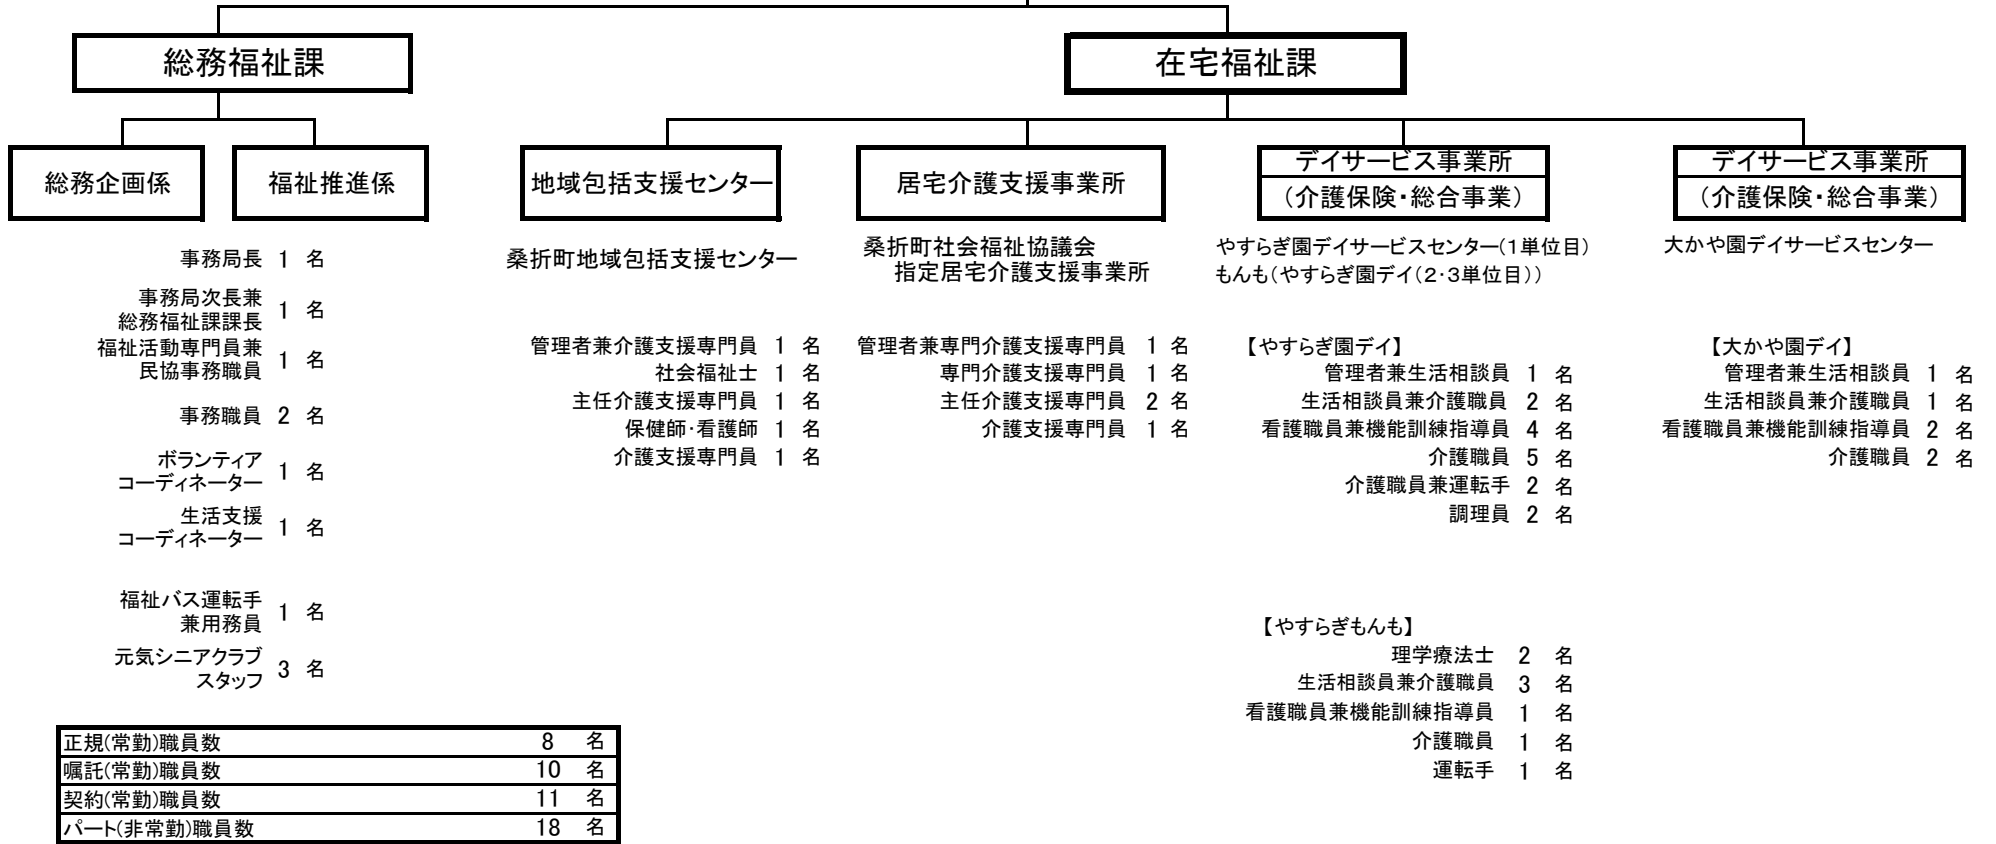 総務福祉課
在宅福祉課
総務企画係
福祉推進係
地域包括支援センター
居宅介護支援事業所
デイサービス事業所
（介護保険・総合事業）
デイサービス事業所
（介護保険・総合事業）
事務局長 1 名
事務局次長兼
総務福祉課課長 1 名
福祉活動専門員兼
民協事務職員 1 名
事務職員 2 名
ボランティア
コーディネーター 1 名
生活支援
コーディネーター 1 名
福祉バス運転手
兼用務員 1 名
元気シニアクラブ
スタッフ 3 名
桑折町地域包括支援センター
管理者兼介護支援専門員 1 名
社会福祉士 1 名
主任介護支援専門員 1 名
保健師・看護師 1 名
介護支援専門員 1 名
桑折町社会福祉協議会
指定居宅介護支援事業所
管理者兼専門介護支援専門員 1 名
専門介護支援専門員 1 名
主任介護支援専門員 2 名
介護支援専門員 1 名
やすらぎ園デイサービスセンター(1単位目)
もんも(やすらぎ園デイ(2・3単位目))
【やすらぎ園デイ】
管理者兼生活相談員 1 名
生活相談員兼介護職員 2 名
看護職員兼機能訓練指導員 4 名
介護職員 5 名
介護職員兼運転手 2 名
調理員 2 名
【やすらぎもんも】
理学療法士 2 名
生活相談員兼介護職員 3 名
看護職員兼機能訓練指導員 1 名
介護職員 1 名
運転手 1 名
大かや園デイサービスセンター
【大かや園デイ】
管理者兼生活相談員 1 名
生活相談員兼介護職員 1 名
看護職員兼機能訓練指導員 2 名
介護職員 2 名
正規(常勤)職員数 8 名
嘱託(常勤)職員数 10 名
契約(常勤)職員数 11 名
パート(非常勤)職員数 18 名